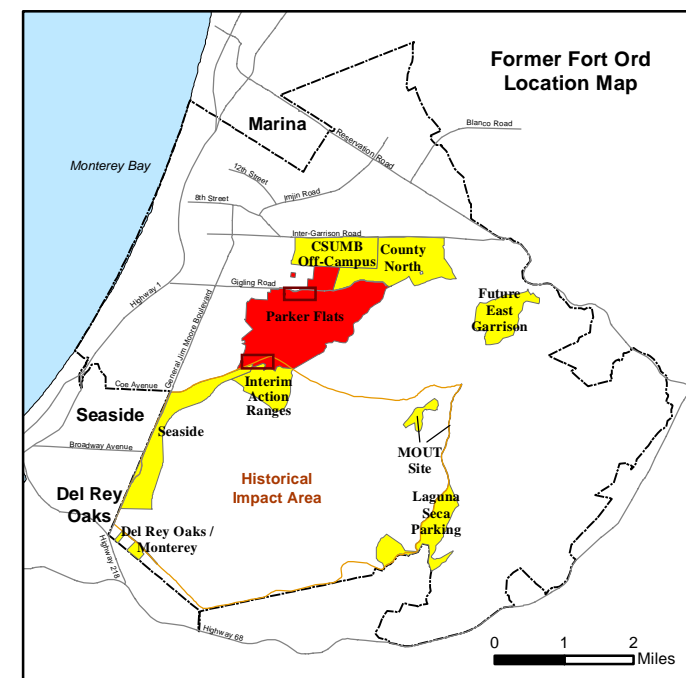 Former Fort Ord
Location Map
Marina
Blanco Road
Reservation Road
Monterey Bay
12th Street
Imjin Road
8th Street
Inter-Garrison Road
CSUMB
Off-Campus
County
North
Gigling Road
Highway 1
General Jim Moore Boulevard
Parker Flats
Future
East
Garrison
Coe Avenue
Interim
Action
Ranges
Seaside
Seaside
Broadway Avenue
MOUT
Site
Historical
Impact Area
Laguna
Seca
Parking
Del Rey
Oaks
Del Rey Oaks /
Monterey
Highway 218
Highway 68
0 1 2
Miles